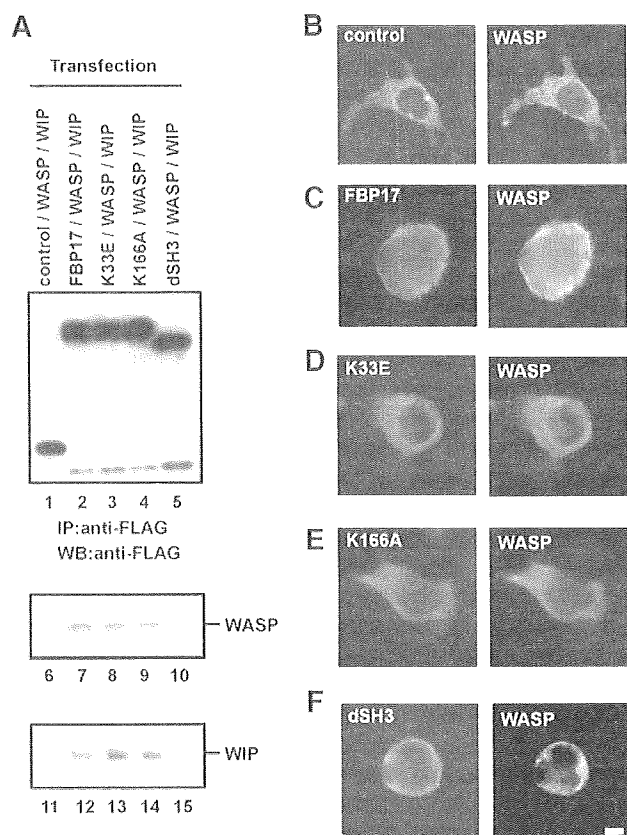 A
Transfection
control / WASP / WIP
FBP17 / WASP / WIP
K33E / WASP / WIP
K166A / WASP / WIP
dSH3 / WASP / WIP
1 2 3 4 5
IP:anti-FLAG
WB:anti-FLAG
WASP
6 7 8 9 10
WIP
11 12 13 14 15
B
control
WASP
C
FBP17
WASP
D
K33E
WASP
E
K166A
WASP
F
dSH3
WASP